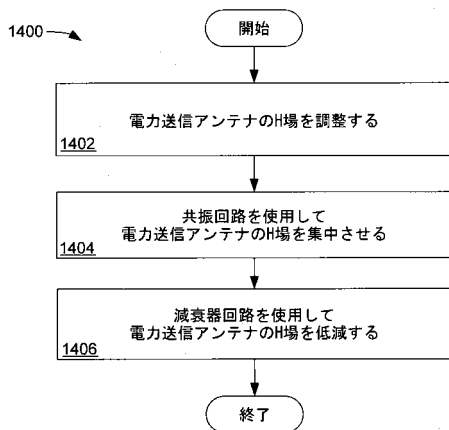 1400
開始
電力送信アンテナのH場を調整する
1402
共振回路を使用して
電力送信アンテナのH場を集中させる
1404
減衰器回路を使用して
電力送信アンテナのH場を低減する
1406
終了